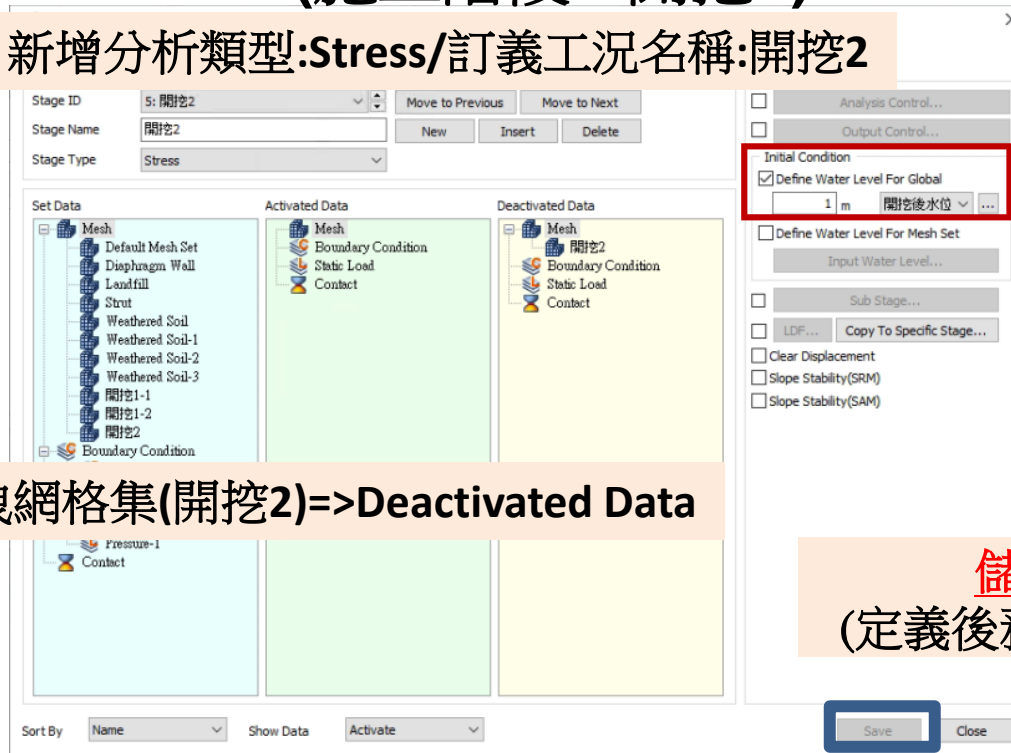 新增分析類型:Stress/訂義工況名稱:開挖2
Stage ID 5: 開挖2 Move to Previous Move to Next
Stage Name 開挖2 New Insert Delete
Stage Type Stress
Analysis Control...
Output Control...
Initial Condition
Define Water Level For Global
1 m 開挖後水位 ...
Define Water Level For Mesh Set
Input Water Level...
Sub Stage...
LDF... Copy To Specific Stage...
Clear Displacement
Slope Stability(SRM)
Slope Stability(SAM)
Set Data
Mesh
Default Mesh Set
Diaphragm Wall
Landfill
Strut
Weathered Soil
Weathered Soil-1
Weathered Soil-2
Weathered Soil-3
開挖1-1
開挖1-2
開挖2
Boundary Condition
Pressure-1
Contact
Activated Data
Mesh
Boundary Condition
Static Load
Contact
Deactivated Data
Mesh
開挖2
Boundary Condition
Static Load
Contact
網格集(開挖2)=>Deactivated Data
儲
(定義後
Sort By Name Show Data Activate
Save Close